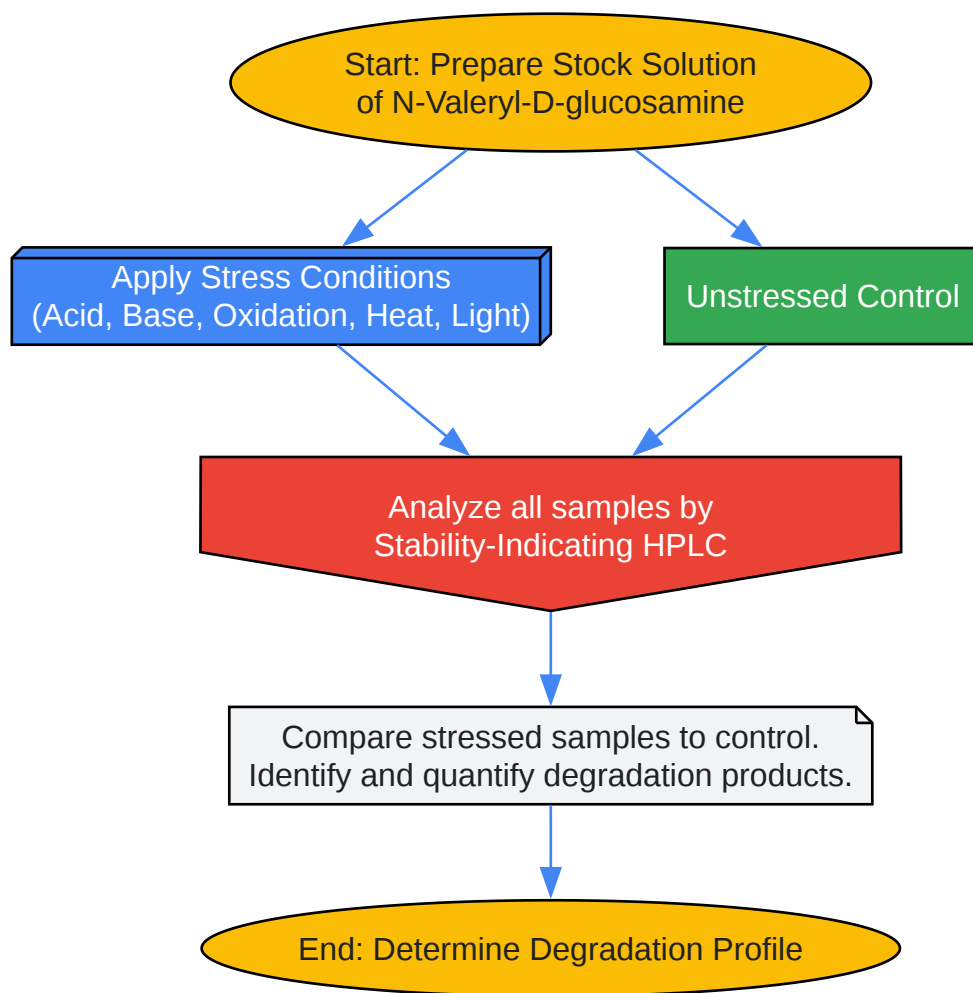 Start: Prepare Stock Solution
of N-Valeryl-D-glucosamine
Apply Stress Conditions
(Acid, Base, Oxidation, Heat, Light)
Unstressed Control
Analyze all samples by
Stability-Indicating HPLC
Compare stressed samples to control.
Identify and quantify degradation products.
End: Determine Degradation Profile